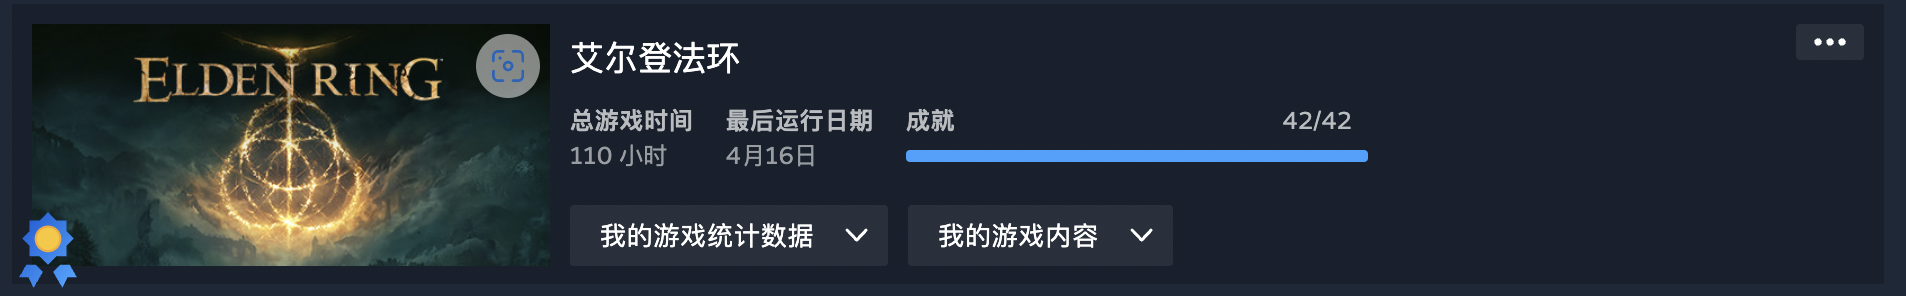 ELDEN RING
艾尔登法环
总游戏时间
110 小时
最后运行日期
4月16日
成就 42/42
我的游戏统计数据
我的游戏内容